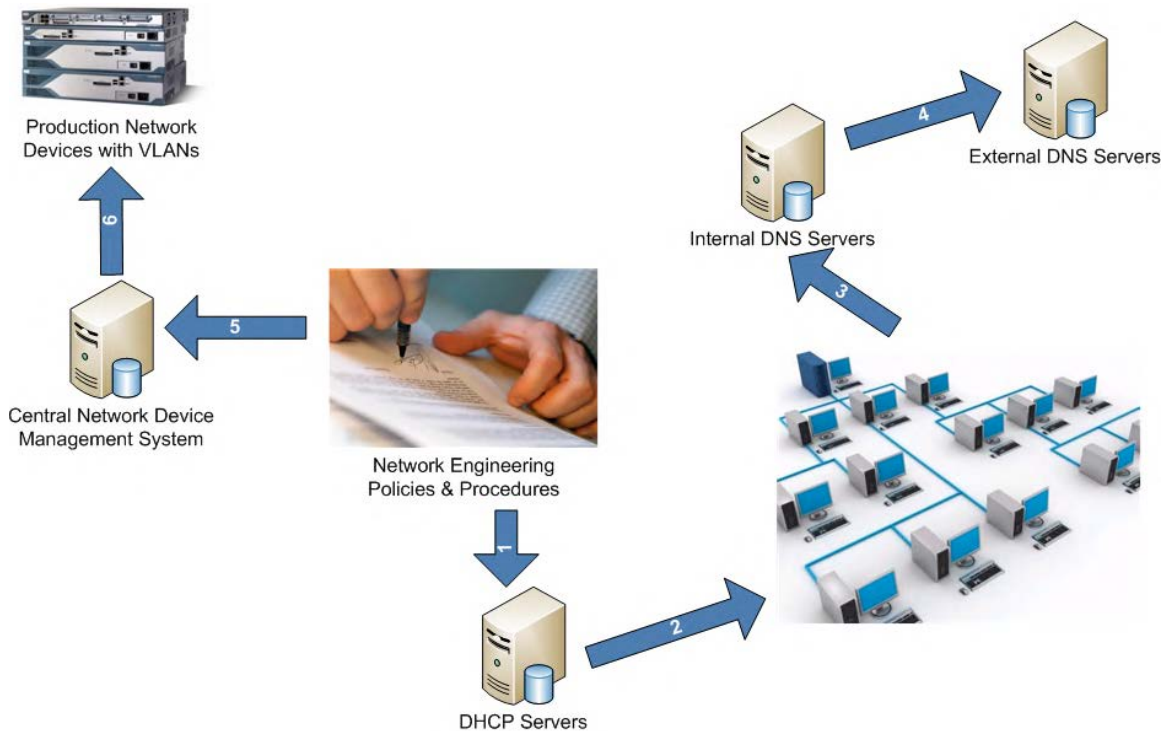 Production Network
Devices with VLANs
6
Central Network Device
Management System
5
Network Engineering
Policies & Procedures
1
DHCP Servers
2
3
Internal DNS Servers
4
External DNS Servers